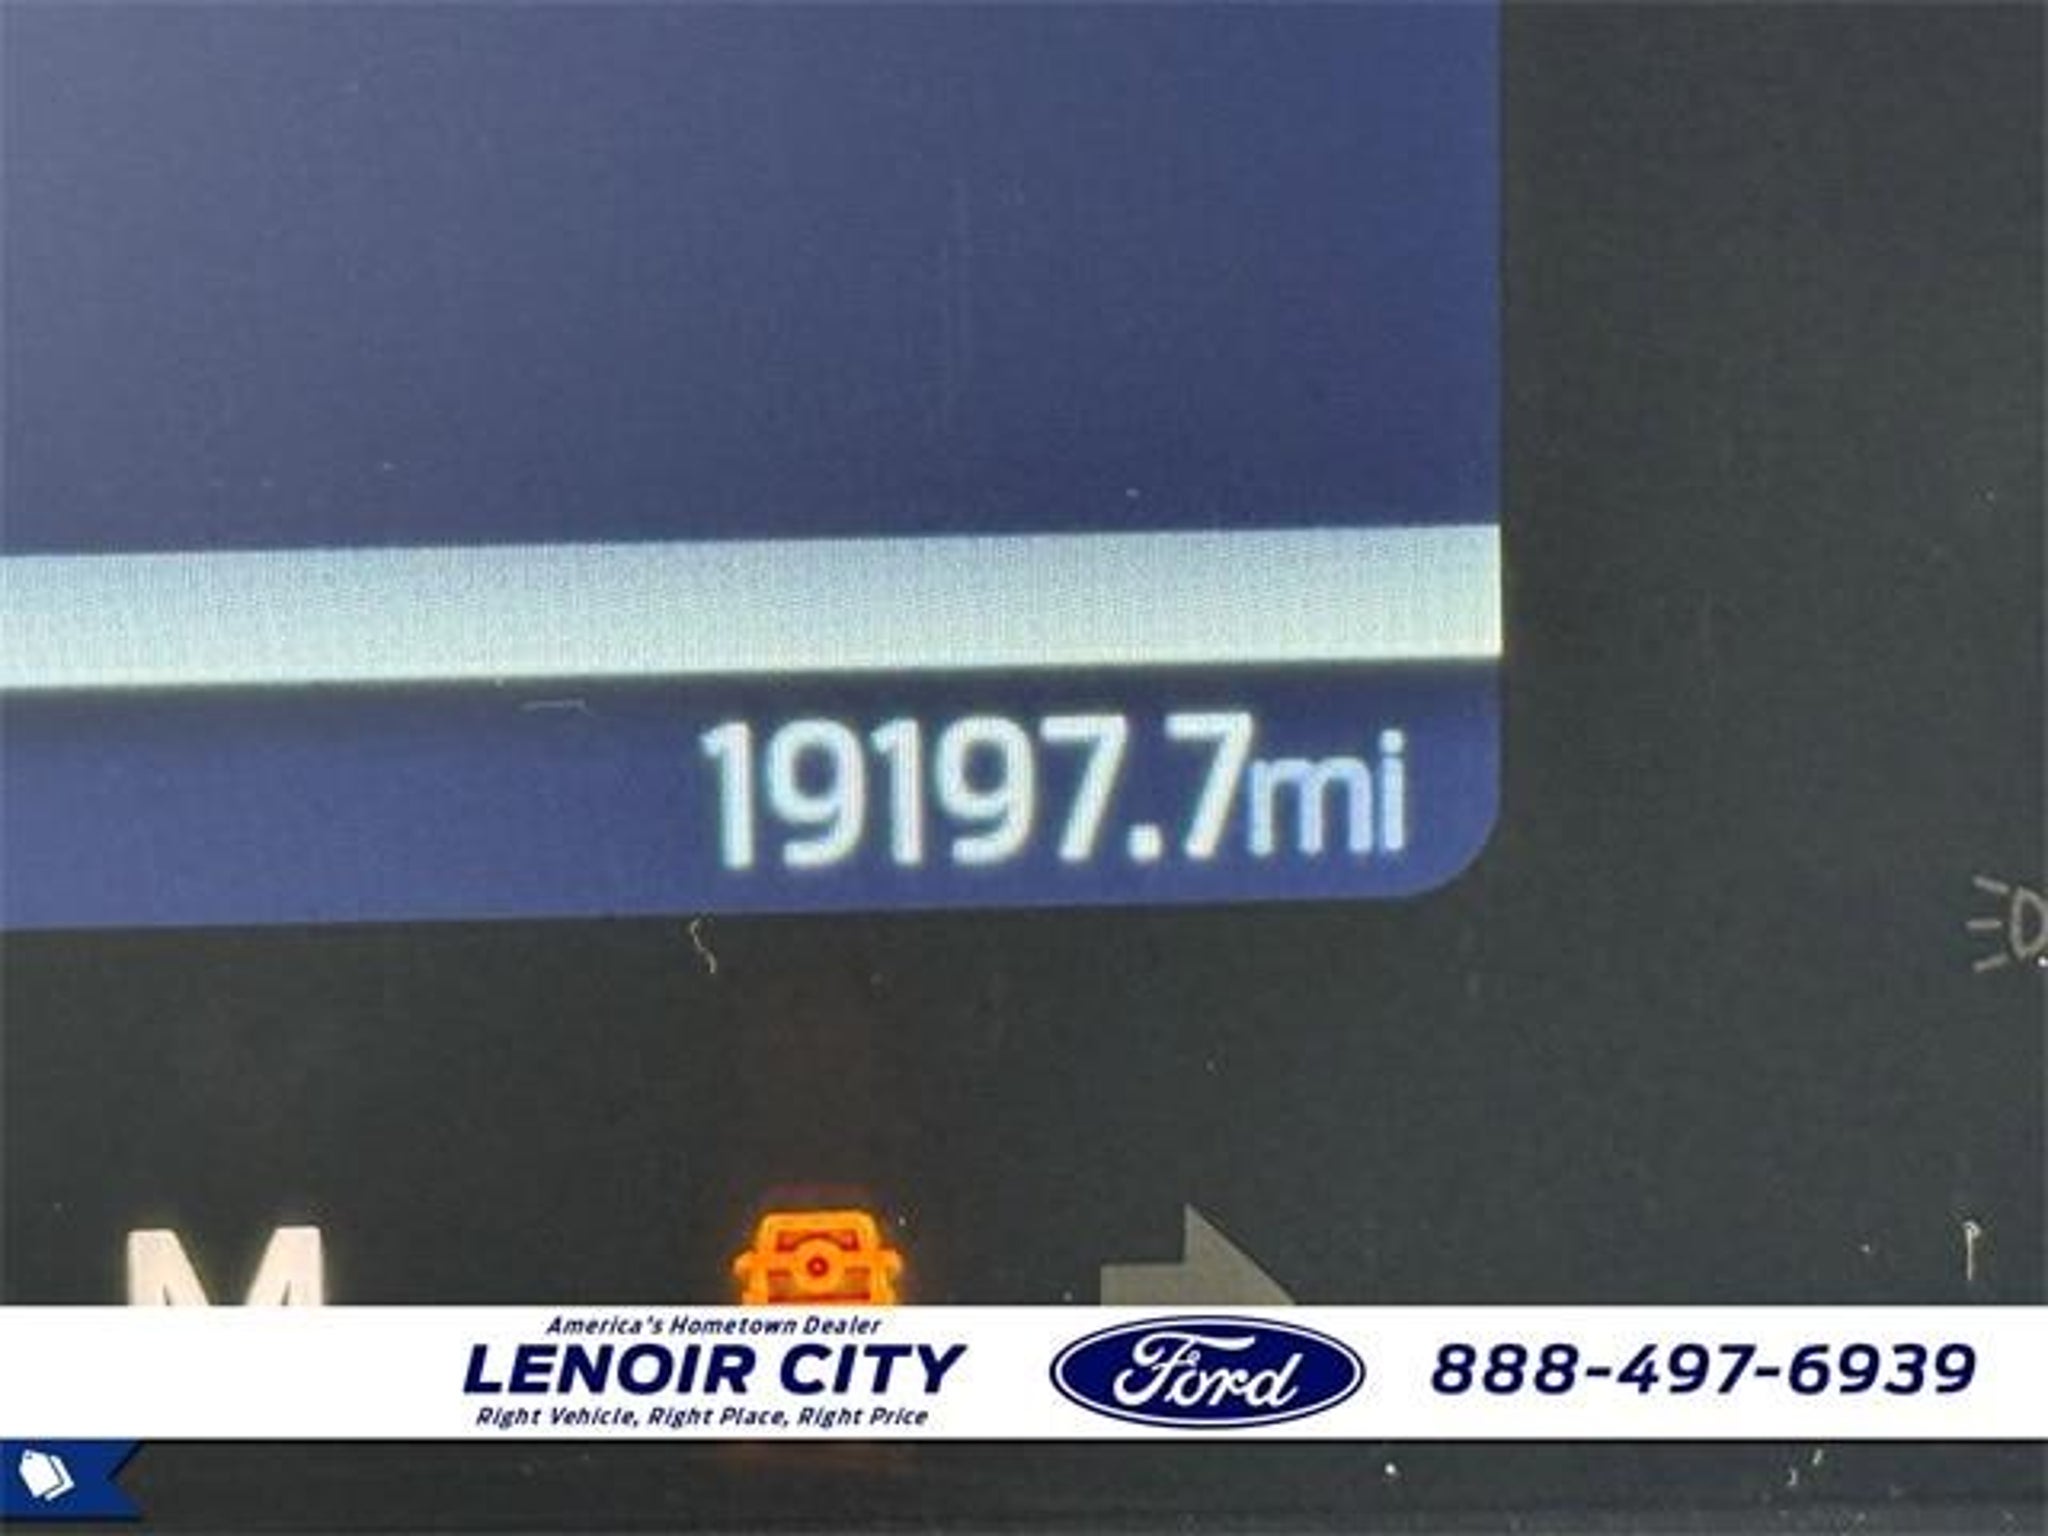 19197.7mi
M
America's Hometown Dealer
LENOIR CITY
Right Vehicle, Right Place, Right Price
Ford
888-497-6939